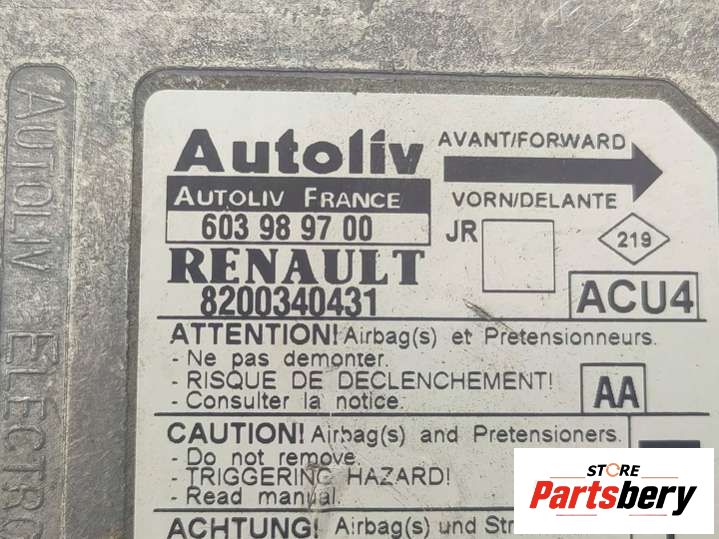 AUTOLIV ELECTRO
Autoliv
AVANT/FORWARD
AUTOLIV FRANCE
VORN/DELANTE
603 98 97 00
JR
219
RENAULT
8200340431
ACU4
ATTENTION! Airbag(s) et Pretensionneurs.
- Ne pas demonter.
- RISQUE DE DECLENCHEMENT!
- Consulter la notice.
AA
CAUTION! Airbag(s) and Pretensioners.
- Do not remove.
- TRIGGERING HAZARD!
- Read manual.
ACHTUNG! Airbag(s) und Str
STORE
Partsbery